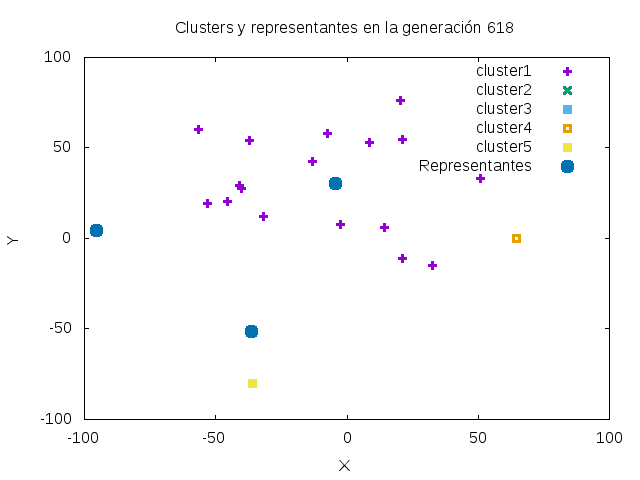 Clusters y representantes en la generación 618
100
50
0
-50
-100
-100 -50 0 50 100
Y
X
cluster1
cluster2
cluster3
cluster4
cluster5
Representantes